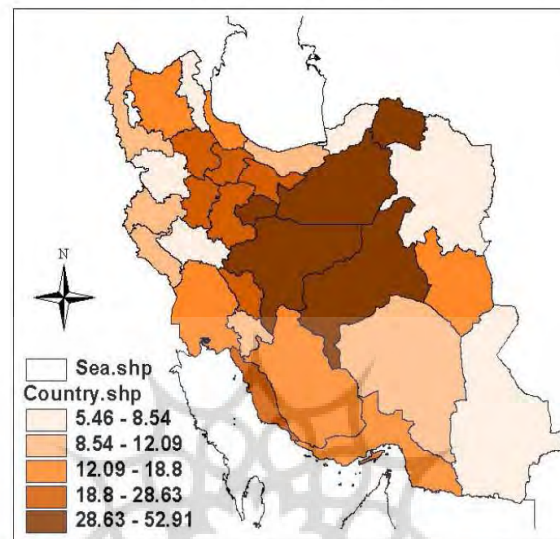 N
Sea.shp
Country.shp
5.46 - 8.54
8.54 - 12.09
12.09 - 18.8
18.8 - 28.63
28.63 - 52.91